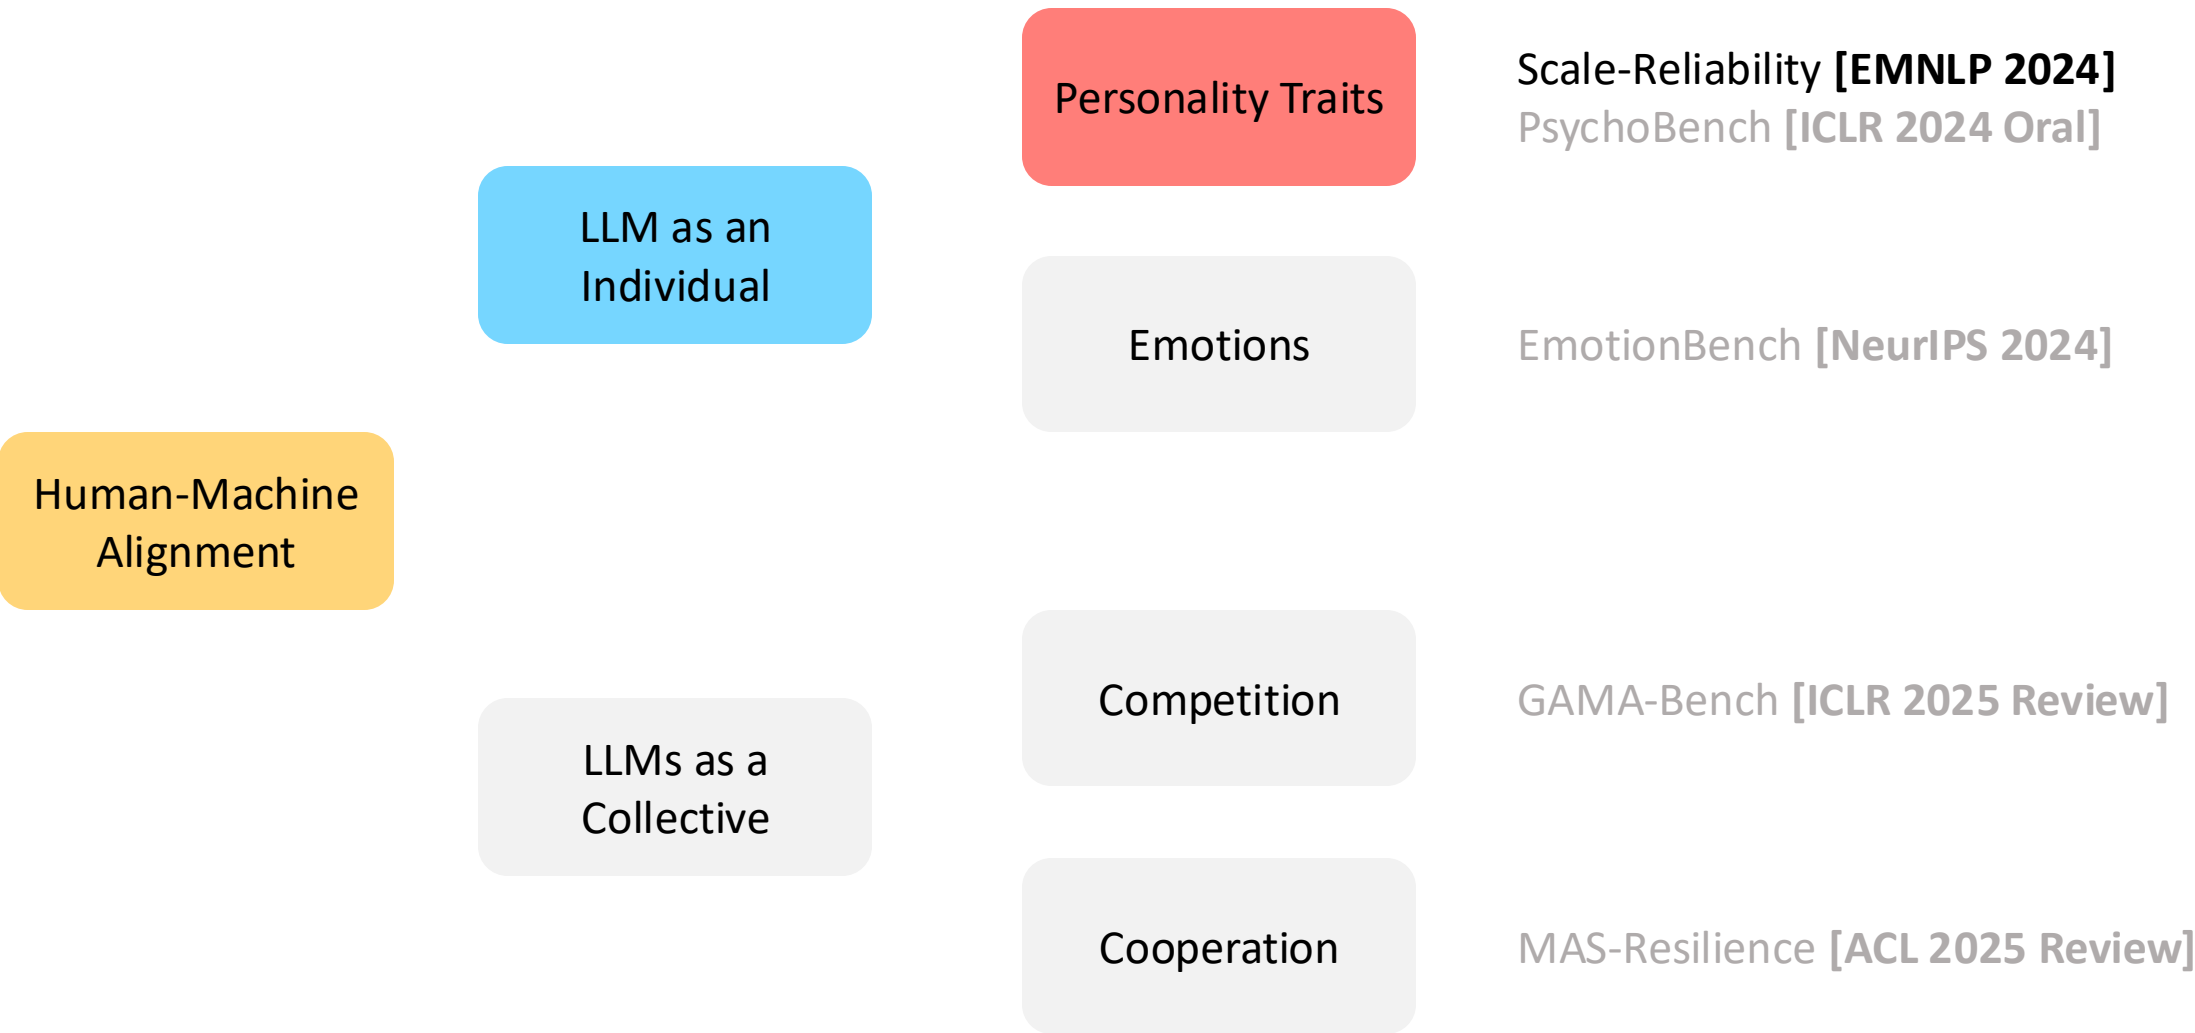 Human-Machine
Alignment
LLM as an
Individual
LLMs as a
Collective
Personality Traits
Scale-Reliability [EMNLP 2024]
PsychoBench [ICLR 2024 Oral]
Emotions
EmotionBench [NeurIPS 2024]
Competition
GAMA-Bench [ICLR 2025 Review]
Cooperation
MAS-Resilience [ACL 2025 Review]